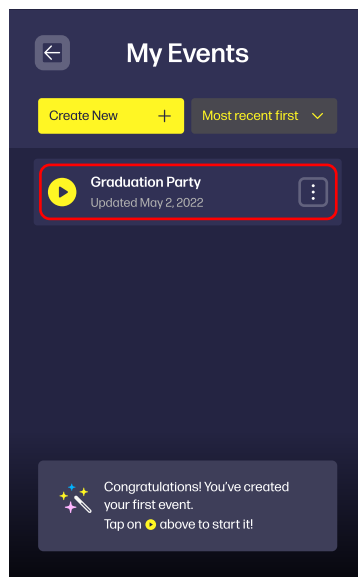 My Events
Create New
Most recent first
Graduation Party
Updated May 2, 2022
Congratulations! You've created
your first event.
Tap on above to start it!